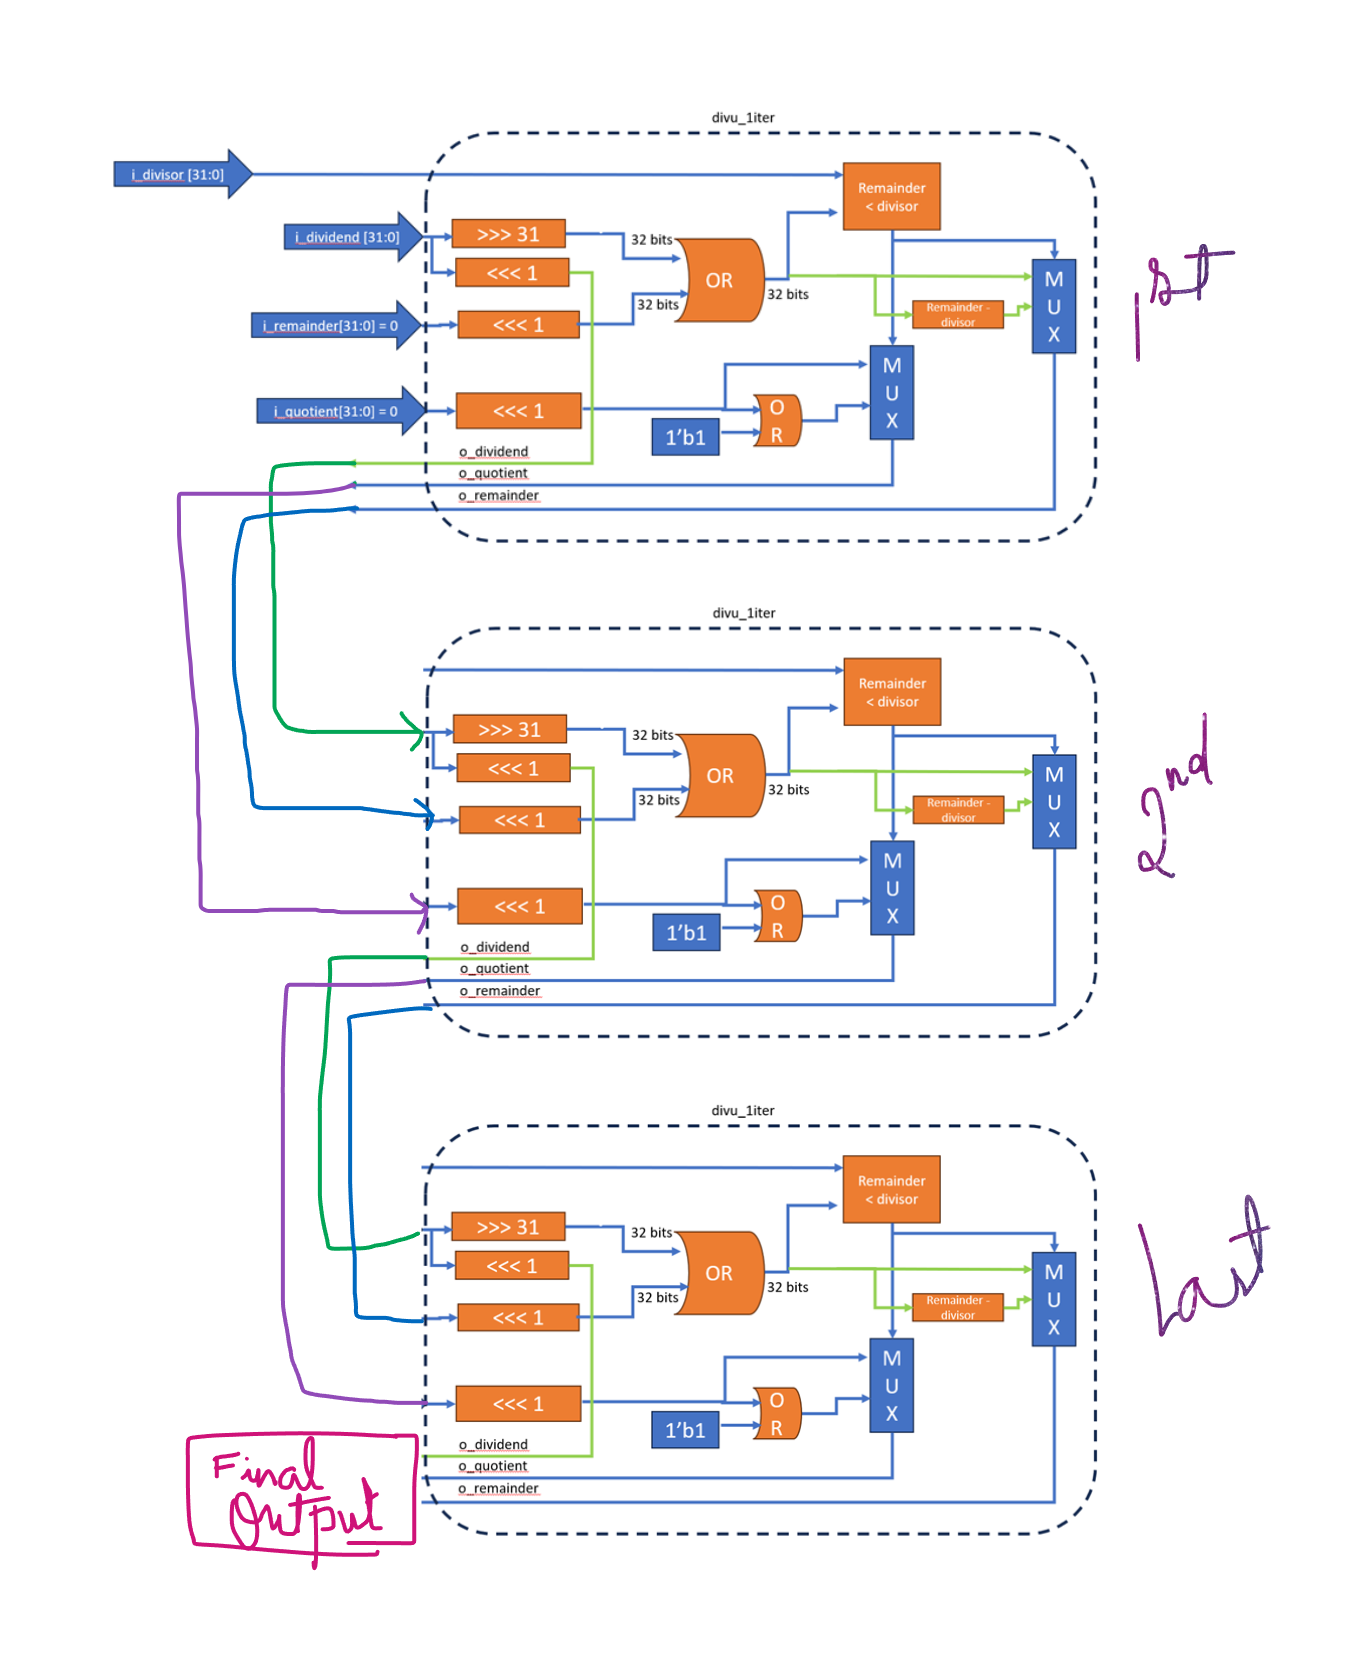 divu_1iter
i_divisor [31:0]
Remainder
< divisor
i_dividend [31:0]
>>> 31
32 bits
<<< 1
OR
32 bits
32 bits
M
U
X
Remainder -
divisor
i_remainder[31:0] = 0
<<< 1
1st
M
U
X
i_quotient[31:0] = 0
<<< 1
O
R
1'b1
o_dividend
o_quotient
o_remainder
divu_1iter
Remainder
< divisor
>>> 31
32 bits
<<< 1
OR
32 bits
32 bits
M
U
X
Remainder -
divisor
<<< 1
2nd
M
U
X
<<< 1
O
R
1'b1
o_dividend
o_quotient
o_remainder
divu_1iter
Remainder
< divisor
>>> 31
32 bits
<<< 1
OR
32 bits
32 bits
M
U
X
Remainder -
divisor
<<< 1
Last
M
U
X
<<< 1
O
R
1'b1
o_dividend
o_quotient
o_remainder
Final
Output